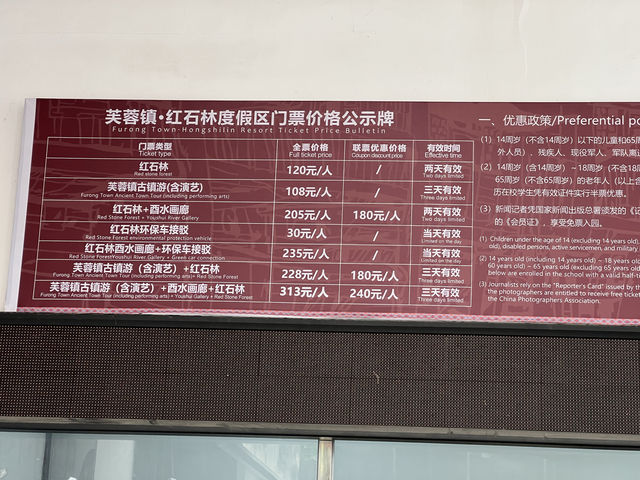 芙蓉镇·红石林度假区门票价格公示牌
Furong Town-Hongshilin Resort Ticket Price Bulletin
门票类型 全票价格 联票优惠价格 有效时间
Ticket type Full ticket price Coupon discount price Effective time
红石林 120元/人 / 两天有效
Red stone forest Two days limited
芙蓉镇古镇游(含演艺) 108元/人 / 三天有效
Furong Town Ancient Town Tour (including performing arts) Three days limited
红石林+酉水画廊 205元/人 180元/人 两天有效
Red Stone Forest + Youshui River Gallery Two days limited
红石林环保车接驳 30元/人 / 当天有效
Red Stone Forest environmental protection vehicle Limited on the day
红石林酉水画廊+环保车接驳 235元/人 / 当天有效
Red Stone ForestYoushui River Gallery + Green car connection Limited on the day
芙蓉镇古镇游(含演艺)+红石林 228元/人 180元/人 三天有效
Furong Town Ancient Town Tour (including performing arts) + Red Stone Forest Three days limited
芙蓉镇古镇游(含演艺)+酉水画廊+红石林 313元/人 240元/人 三天有效
Furong Town Ancient Town Tour (including performing arts) + Youshui Gallery + Red Stone Forest Three days limited
一、优惠政策/Preferential po
(1) 14周岁(不含14周岁)以下的儿童和65周
外人员)、残疾人、现役军人、军队离
(2) 14周岁(含14周岁)~18周岁(不含18周
65周岁(不含65周岁)的老年人(以上含
历在校学生凭有效证件实行半票优惠。
(3) 新闻记者凭国家新闻出版总署颁发的《记
的《会员证》,享受免票入园。
(1) Children under the age of 14 (excluding 14 years old)
old), disabled persons, active servicemen, and military
(2) 14 years old (including 14 years old) ~ 18 years old
60 years old) ~ 65 years old (excluding 65 years old)
below are enrolled in the school with a valid half-ti
(3) Journalists rely on the "Reporter's Card" issued by th
the photographers are entitled to receive free ticket
the China Photographers Association.